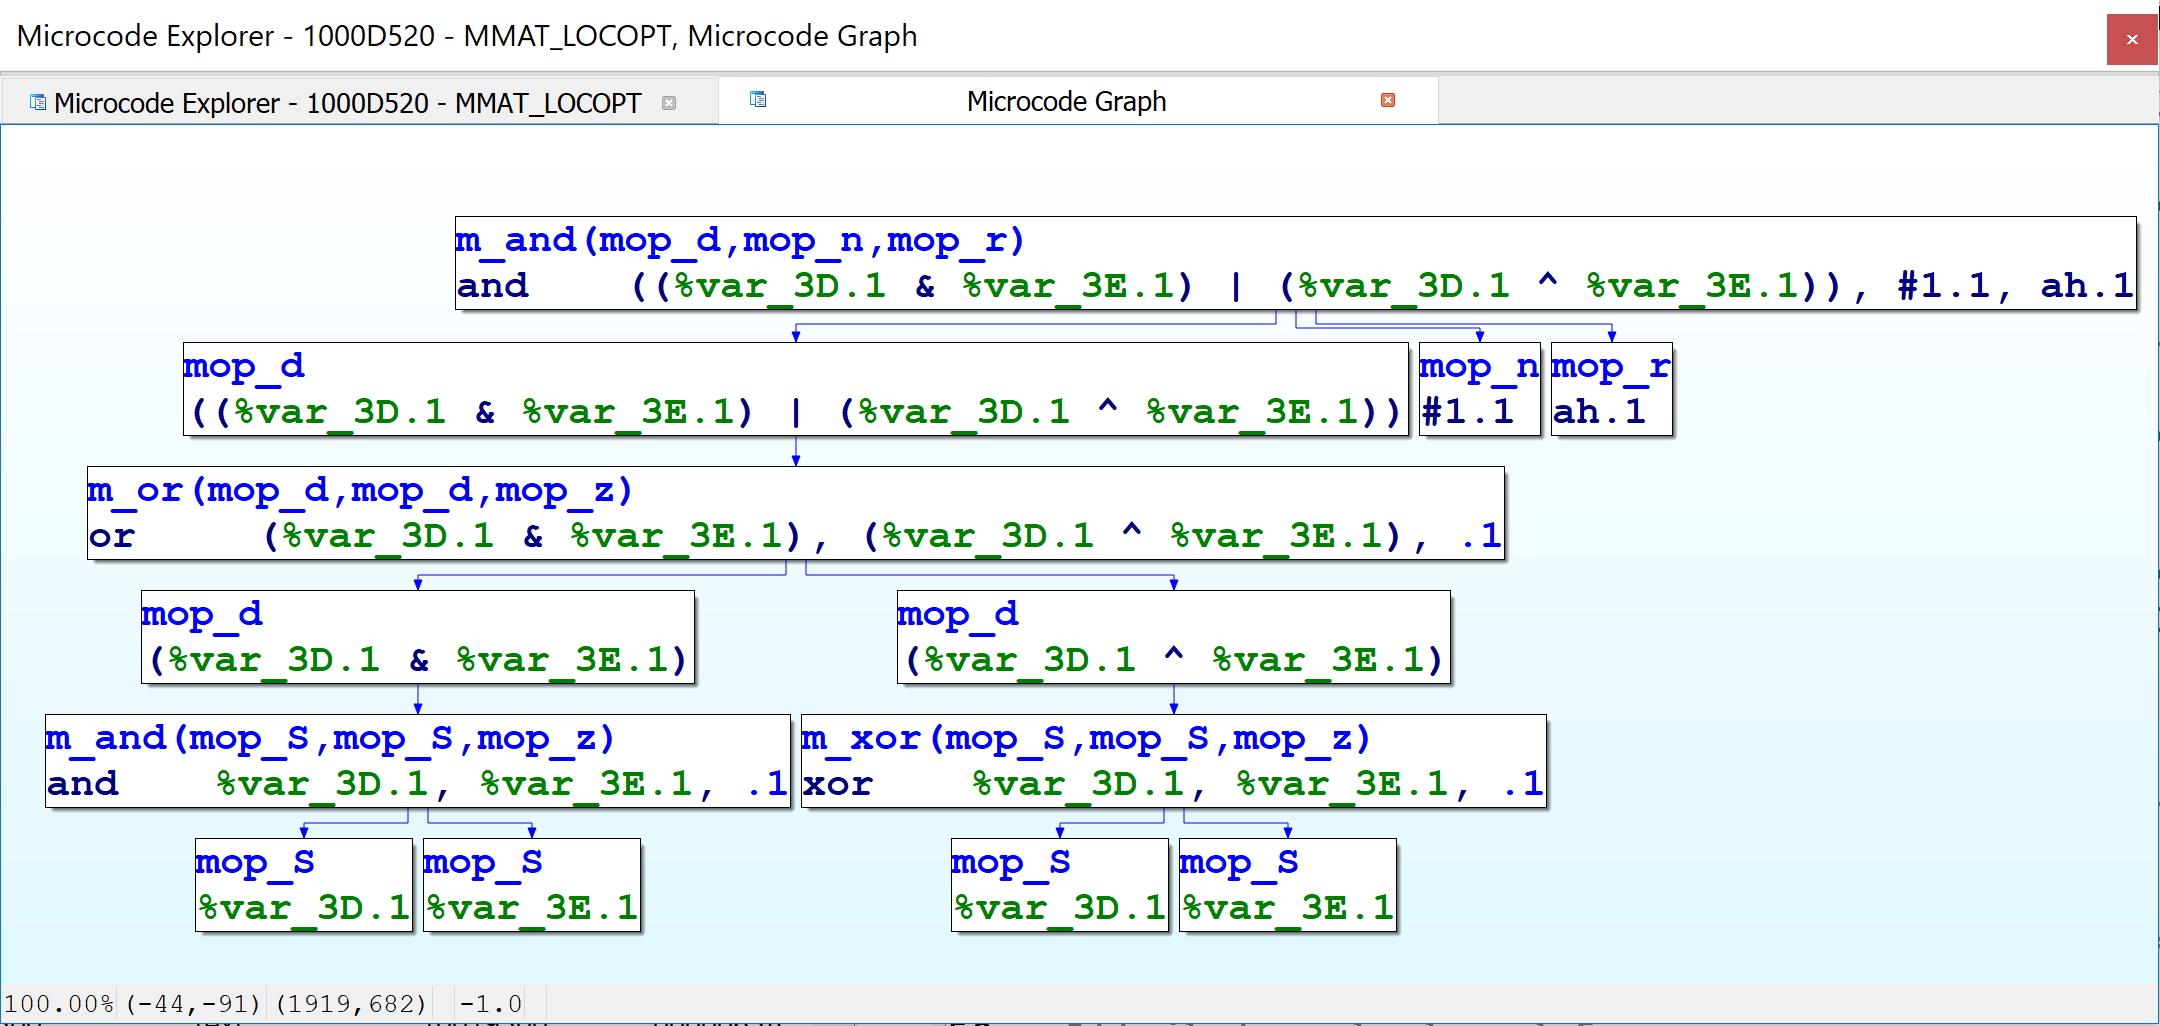 Microcode Explorer - 1000D520 - MMAT_LOCOPT, Microcode Graph
Microcode Explorer - 1000D520 - MMAT_LOCOPT
Microcode Graph
m_and(mop_d,mop_n,mop_r)
and ((%var_3D.1 & %var_3E.1) | (%var_3D.1 ^ %var_3E.1)), #1.1, ah.1
mop_d
((%var_3D.1 & %var_3E.1) | (%var_3D.1 ^ %var_3E.1))
mop_n
#1.1
mop_r
ah.1
m_or(mop_d,mop_d,mop_z)
or (%var_3D.1 & %var_3E.1), (%var_3D.1 ^ %var_3E.1), .1
mop_d
(%var_3D.1 & %var_3E.1)
mop_d
(%var_3D.1 ^ %var_3E.1)
m_and(mop_S,mop_S,mop_z)
and %var_3D.1, %var_3E.1, .1
m_xor(mop_S,mop_S,mop_z)
xor %var_3D.1, %var_3E.1, .1
mop_S
%var_3D.1
mop_S
%var_3E.1
mop_S
%var_3D.1
mop_S
%var_3E.1
100.00% (-44,-91) (1919,682) -1.0